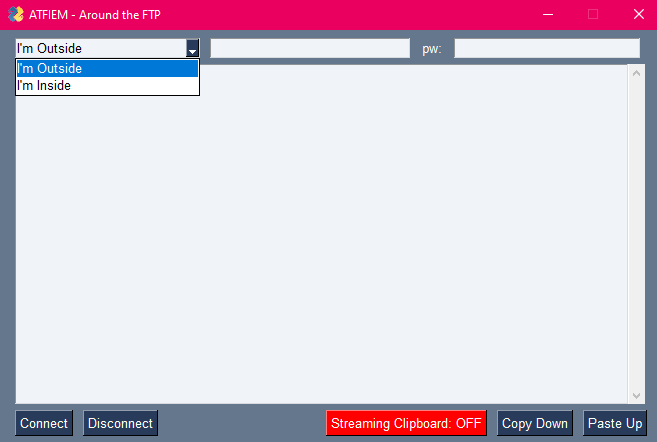 ATFIEM - Around the FTP
I'm Outside pw:
I'm Outside
I'm Inside
Connect Disconnect Streaming Clipboard: OFF Copy Down Paste Up